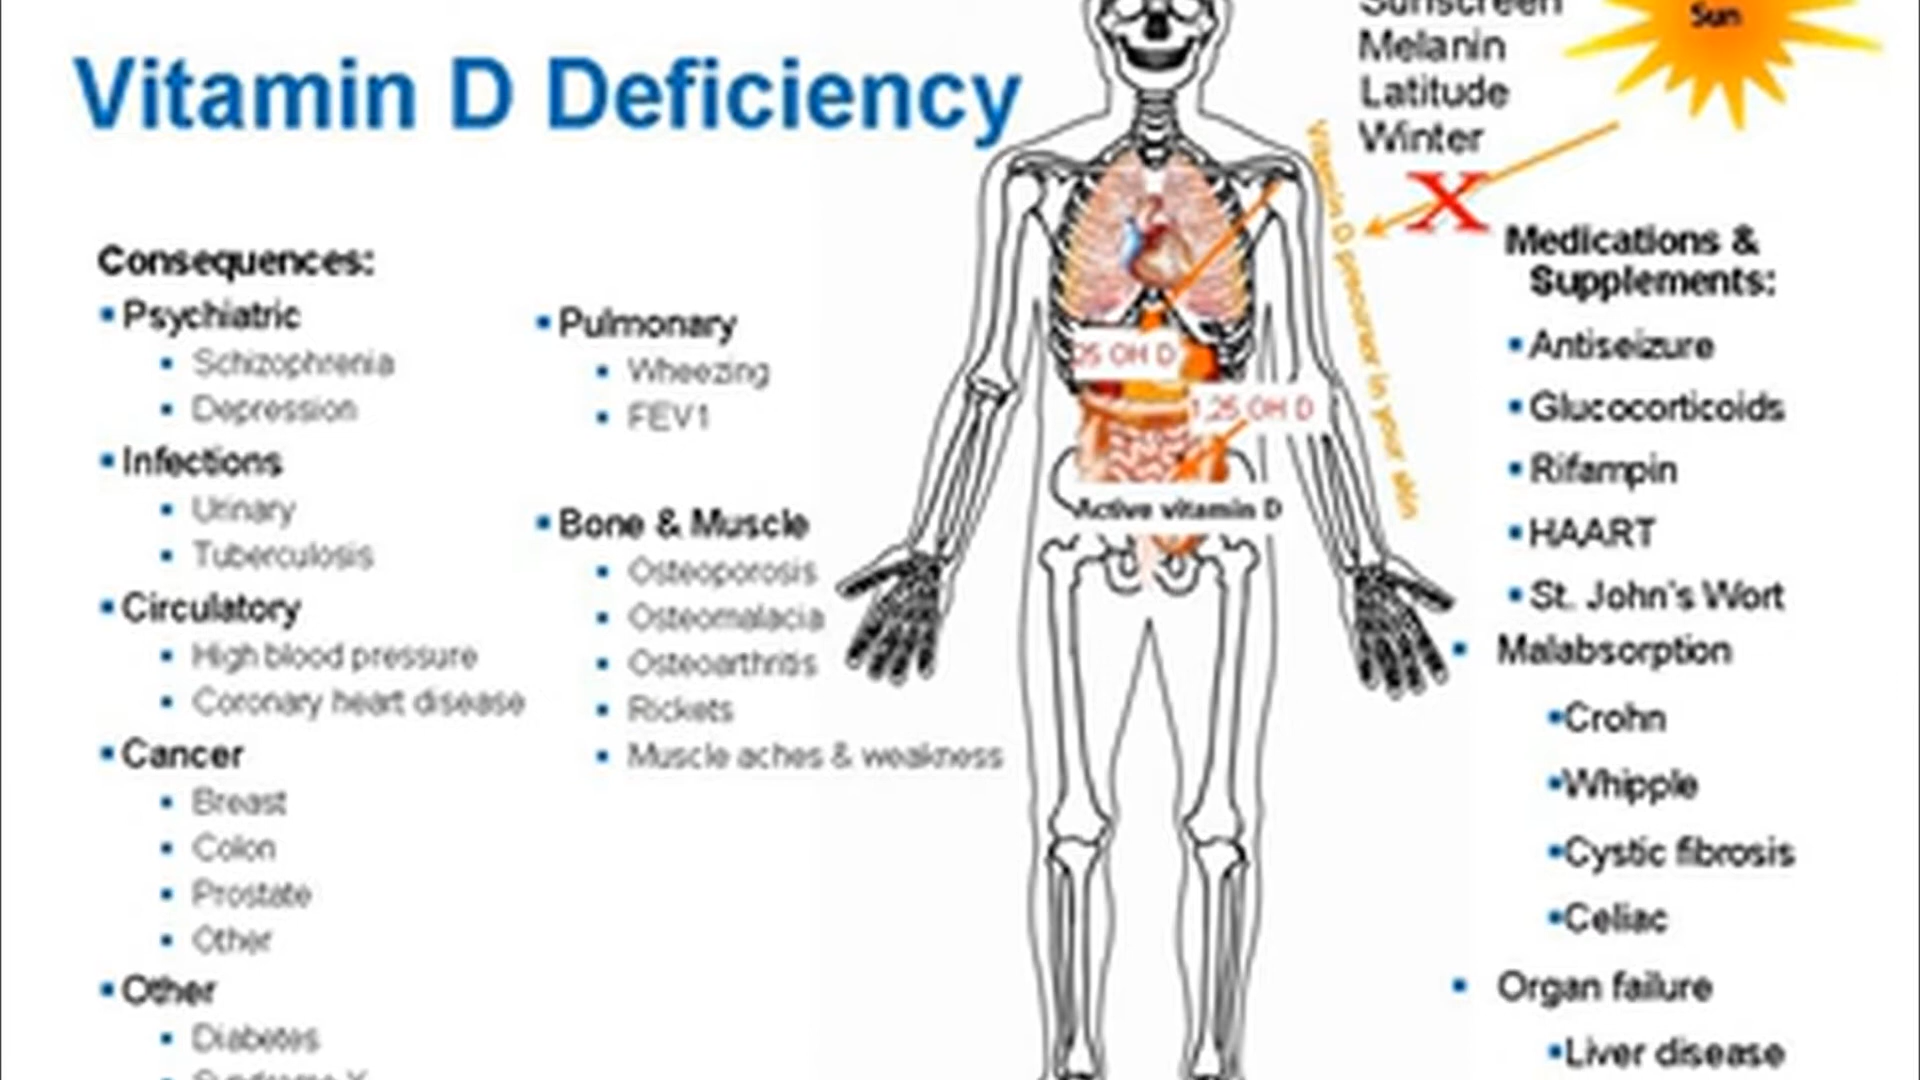 Vitamin D Deficiency
Consequences:
Psychiatric
Schizophrenia
Depression
Infections
Urinary
Tuberculosis
Circulatory
High blood pressure
Coronary heart disease
Cancer
Breast
Colon
Prostate
Other
Other
Diabetes
Syndrome X
Pulmonary
Wheezing
FEV1
Bone & Muscle
Osteoporosis
Osteomalacia
Osteoarthritis
Rickets
Muscle aches & weakness
25 OH D
1,25 OH D
Active vitamin D
Vitamin D precursor in your skin
Sunscreen
Melanin
Latitude
Winter
Sun
X
Medications &
Supplements:
Antiseizure
Glucocorticoids
Rifampin
HAART
St. John's Wort
Malabsorption
Crohn
Whipple
Cystic fibrosis
Celiac
Organ failure
Liver disease